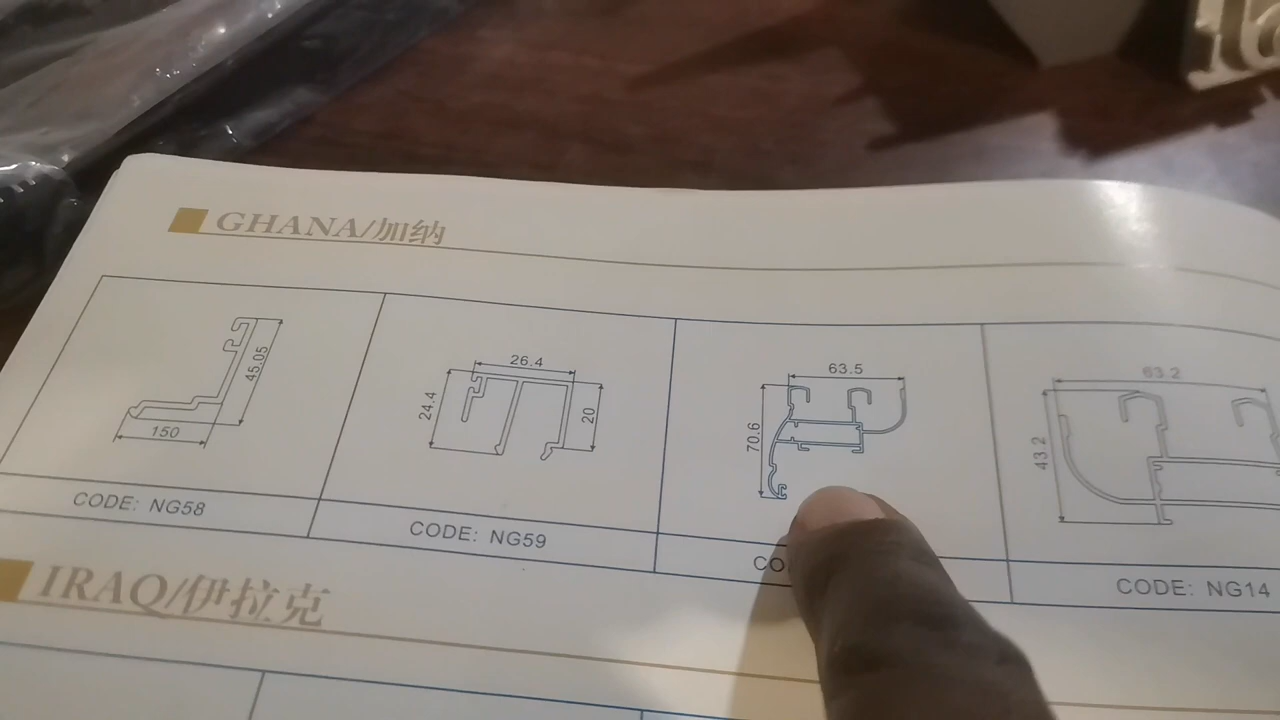 GHANA/加纳
45.05
150
CODE: NG58
26.4
24.4
20
CODE: NG59
63.5
70.6
63.2
43.2
CODE: NG14
IRAQ/伊拉克